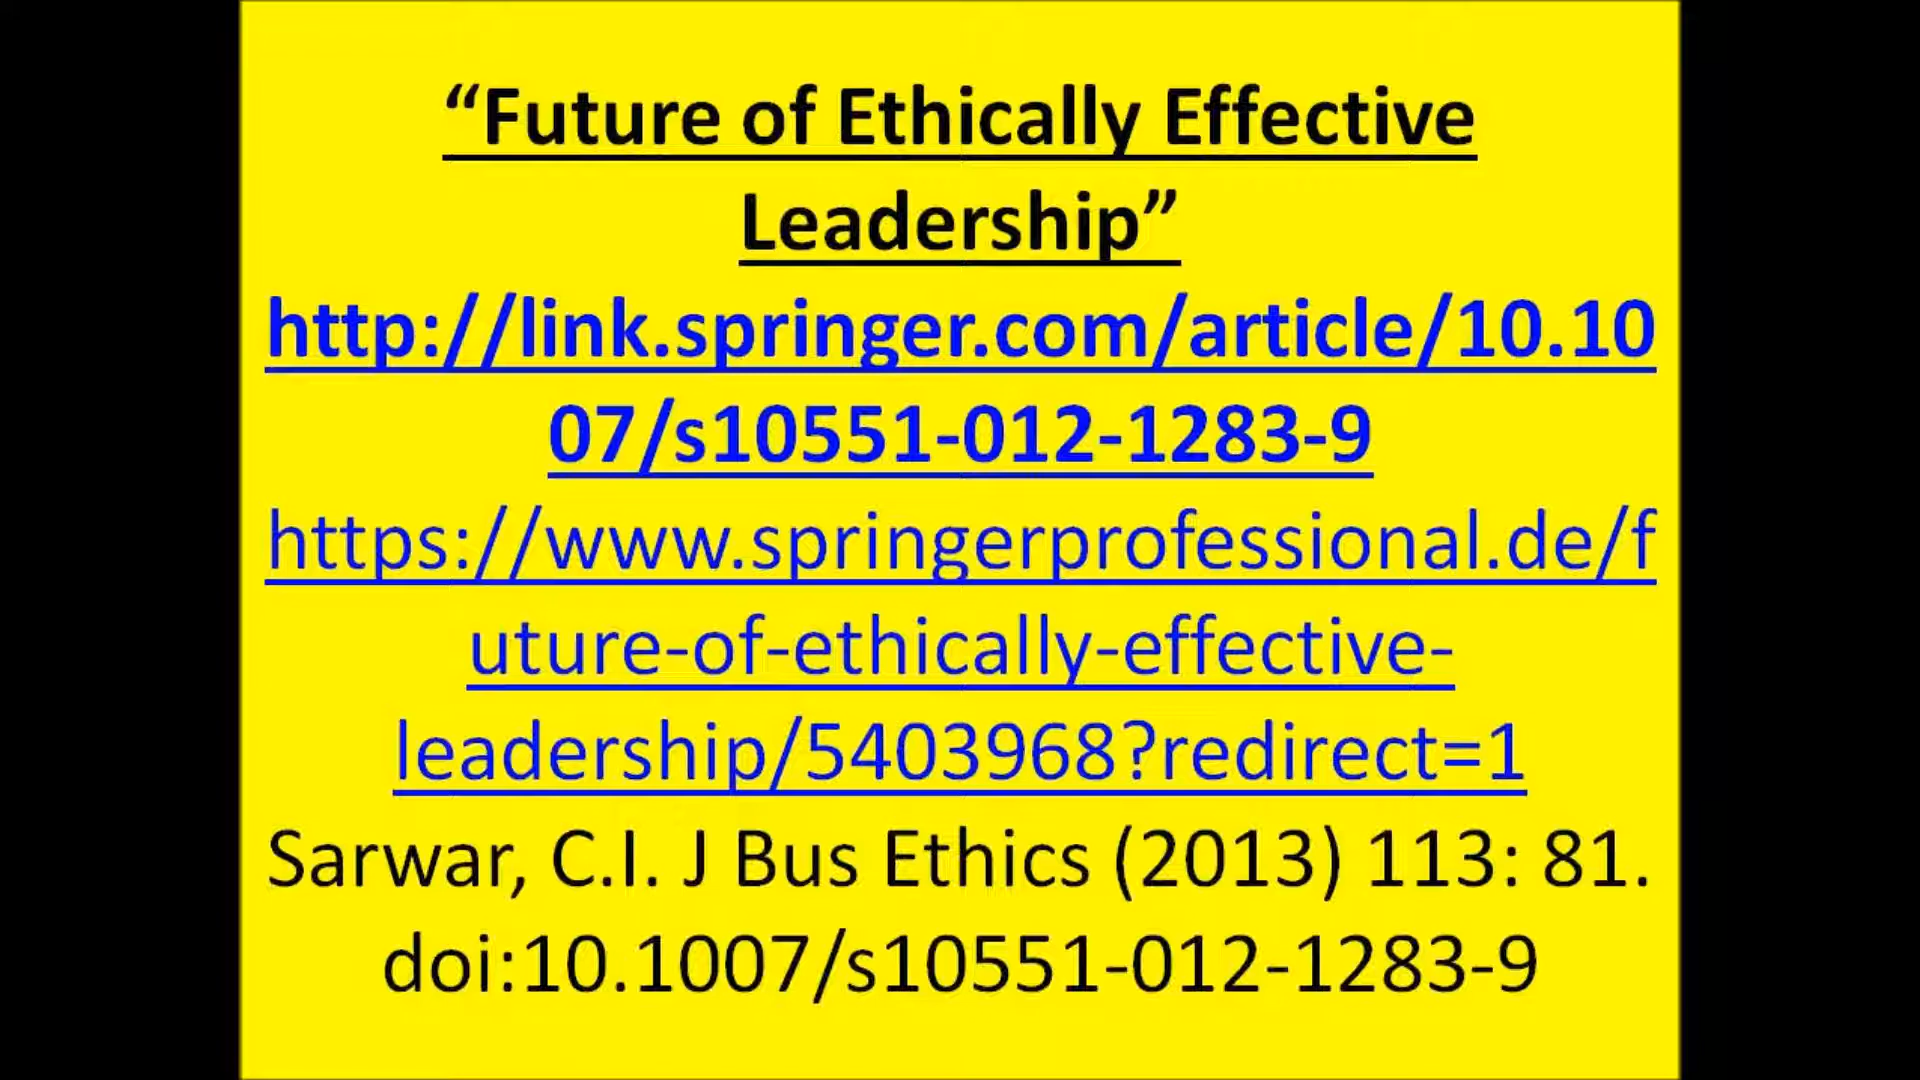 “Future of Ethically Effective
Leadership”
http://link.springer.com/article/10.10
07/s10551-012-1283-9
https://www.springerprofessional.de/f
uture-of-ethically-effective-
leadership/5403968?redirect=1
Sarwar, C.I. J Bus Ethics (2013) 113: 81.
doi:10.1007/s10551-012-1283-9